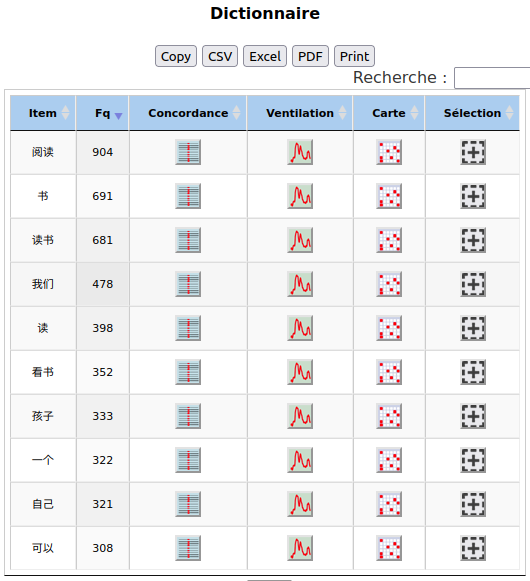 Dictionnaire
Copy CSV Excel PDF Print
Recherche :
Item Fq Concordance Ventilation Carte Sélection
阅读 904
书 691
读书 681
我们 478
读 398
看书 352
孩子 333
一个 322
自己 321
可以 308